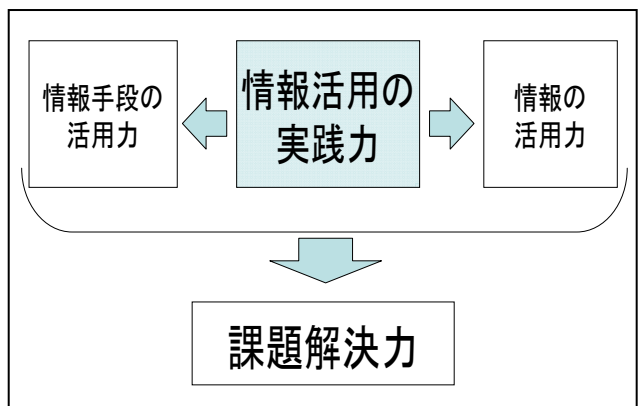 情報手段の
活用力
情報活用の
実践力
情報の
活用力
課題解決力